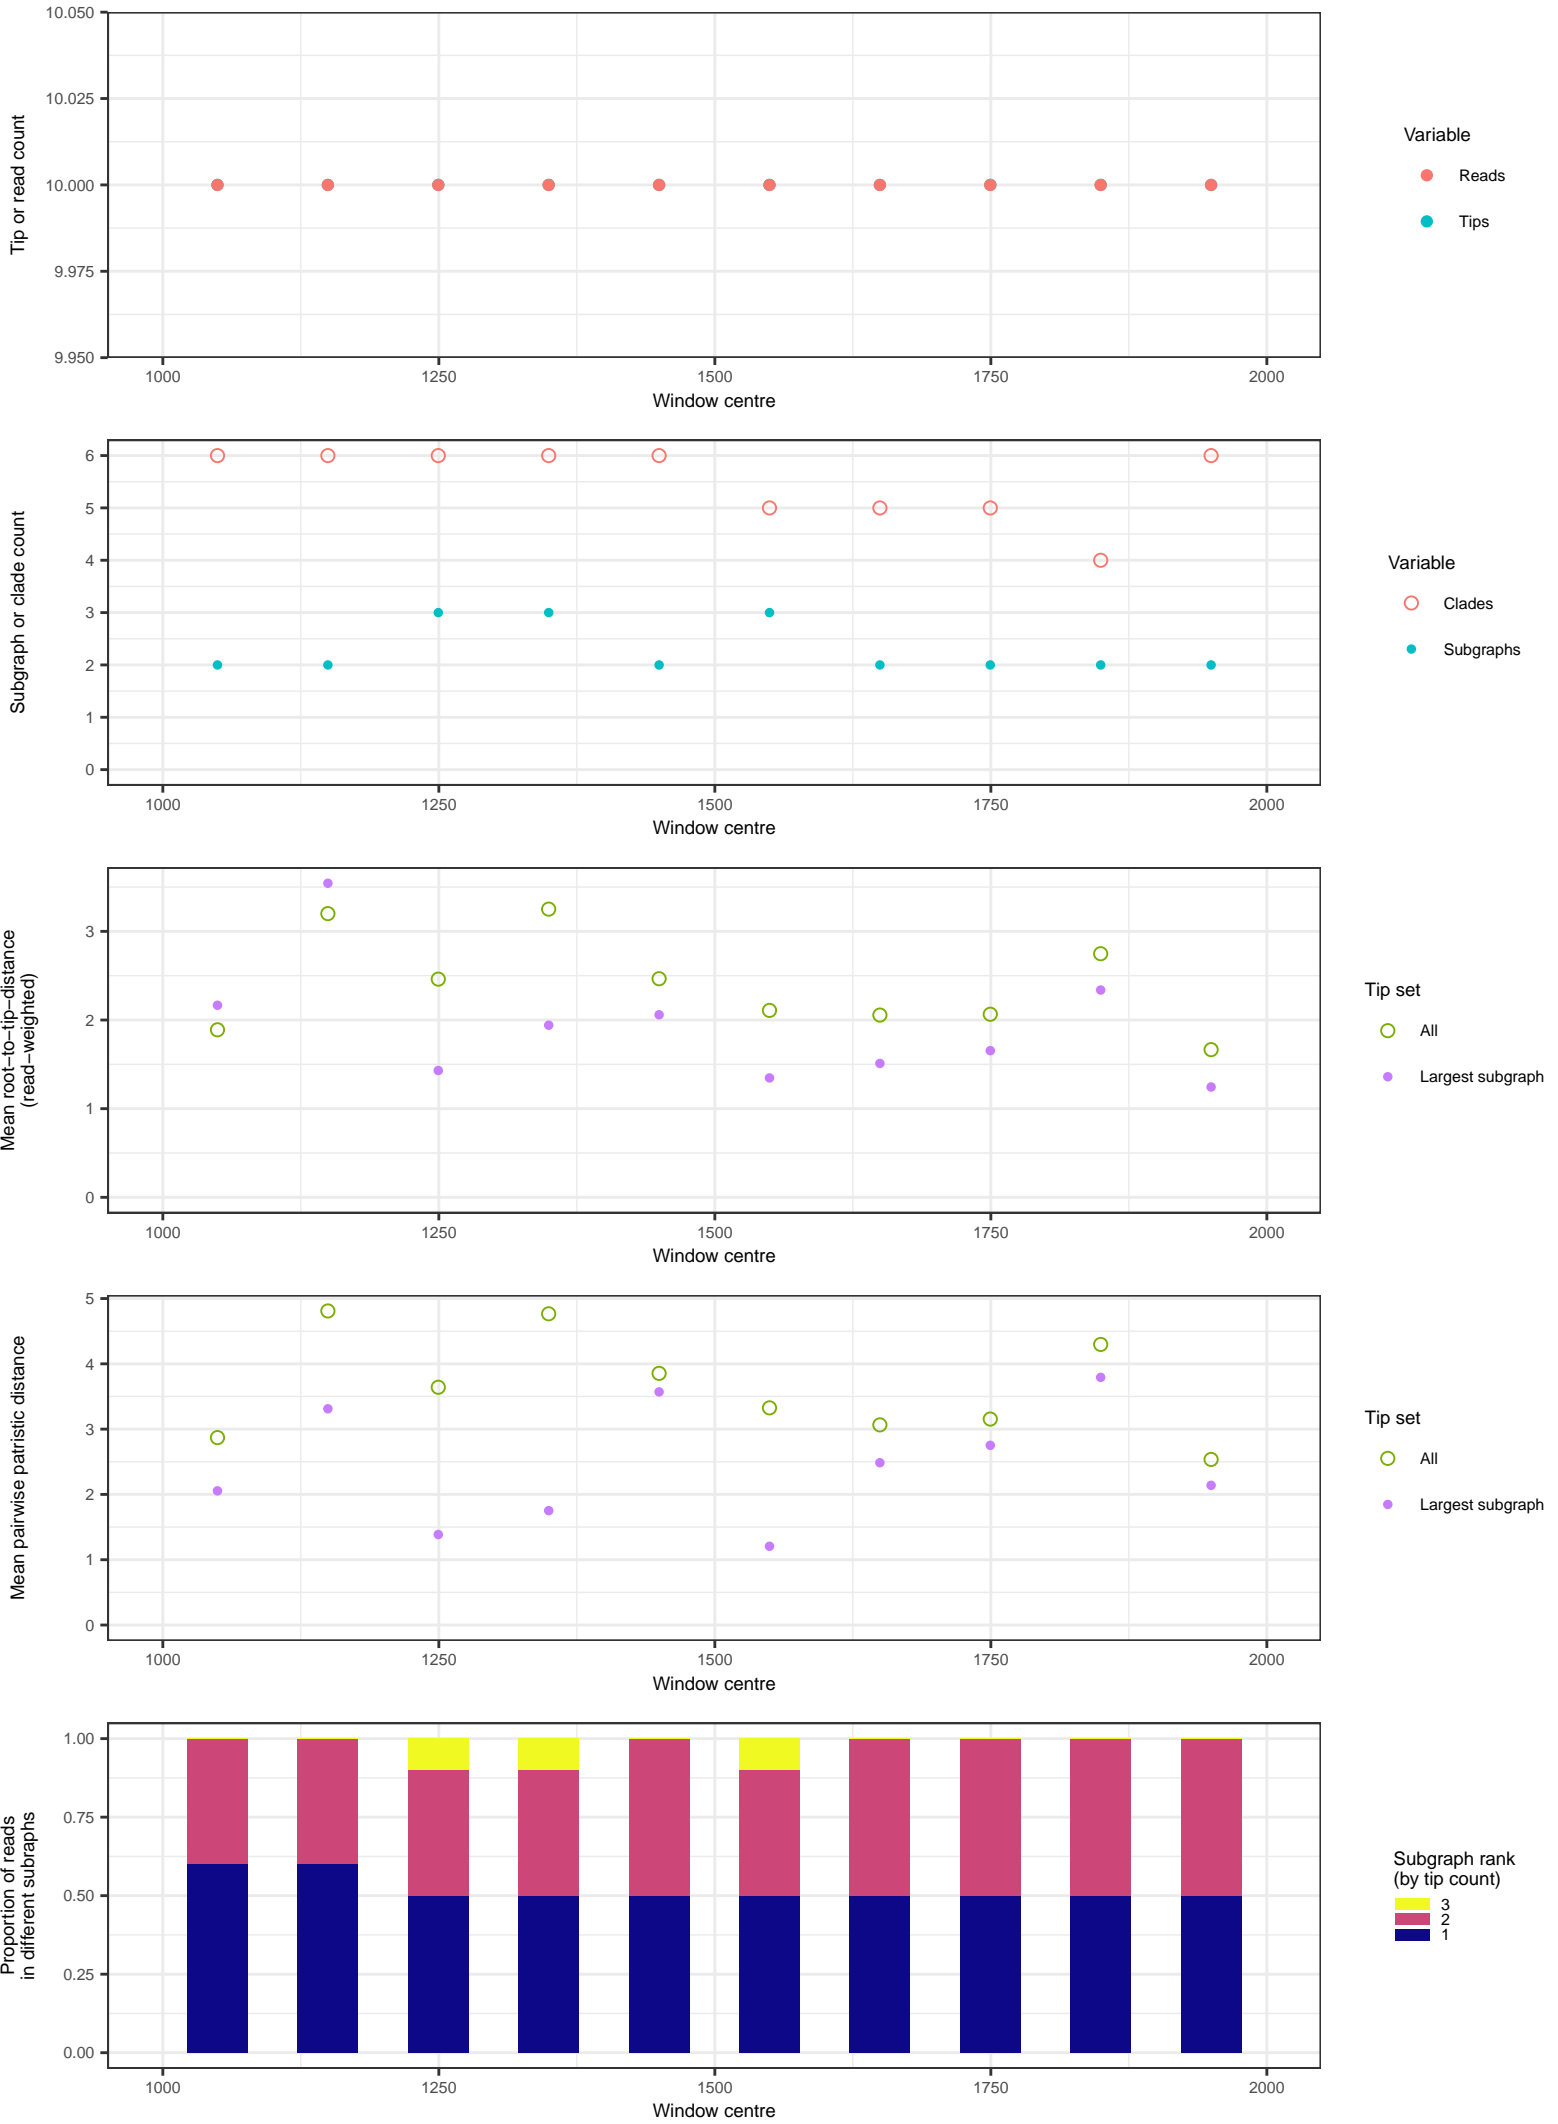 10.050
10.025
10.000
9.975
9.950
Tip or read count
1000 1250 1500 1750 2000
Window centre
Variable
Reads
Tips
6
5
4
3
2
1
0
Subgraph or clade count
1000 1250 1500 1750 2000
Window centre
Variable
Clades
Subgraphs
3
2
1
0
Mean root−to−tip−distance
(read−weighted)
1000 1250 1500 1750 2000
Window centre
Tip set
All
Largest subgraph
5
4
3
2
1
0
Mean pairwise patristic distance
1000 1250 1500 1750 2000
Window centre
Tip set
All
Largest subgraph
1.00
0.75
0.50
0.25
0.00
Proportion of reads
in different subraphs
1000 1250 1500 1750 2000
Window centre
Subgraph rank
(by tip count)
3
2
1